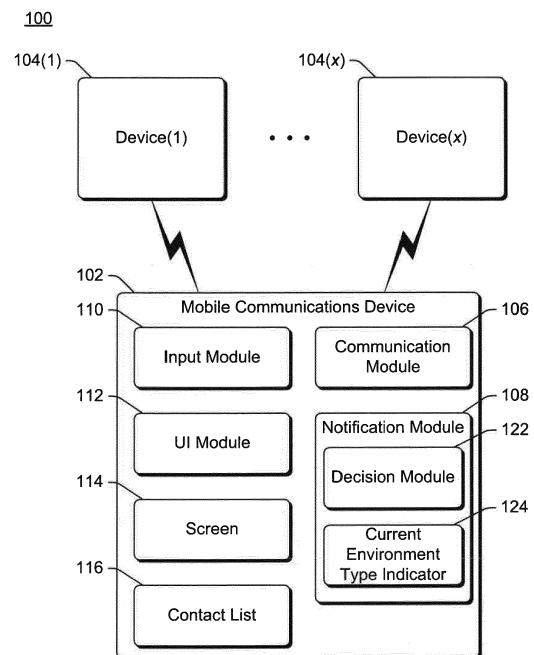 100
104(1)
104(x)
Device(1)
• • •
Device(x)
102
Mobile Communications Device
110
106
Input Module
Communication
Module
112
108
UI Module
Notification Module
122
Decision Module
114
124
Screen
Current
Environment
Type Indicator
116
Contact List